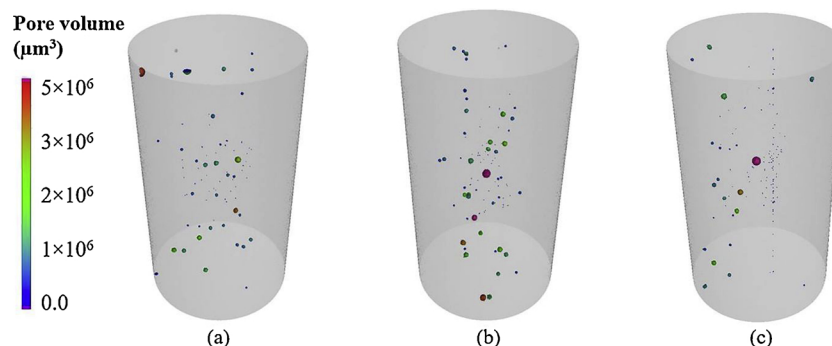 Pore volume
(μm³)
5×10⁶
3×10⁶
2×10⁶
1×10⁶
0.0
(a)
(b)
(c)